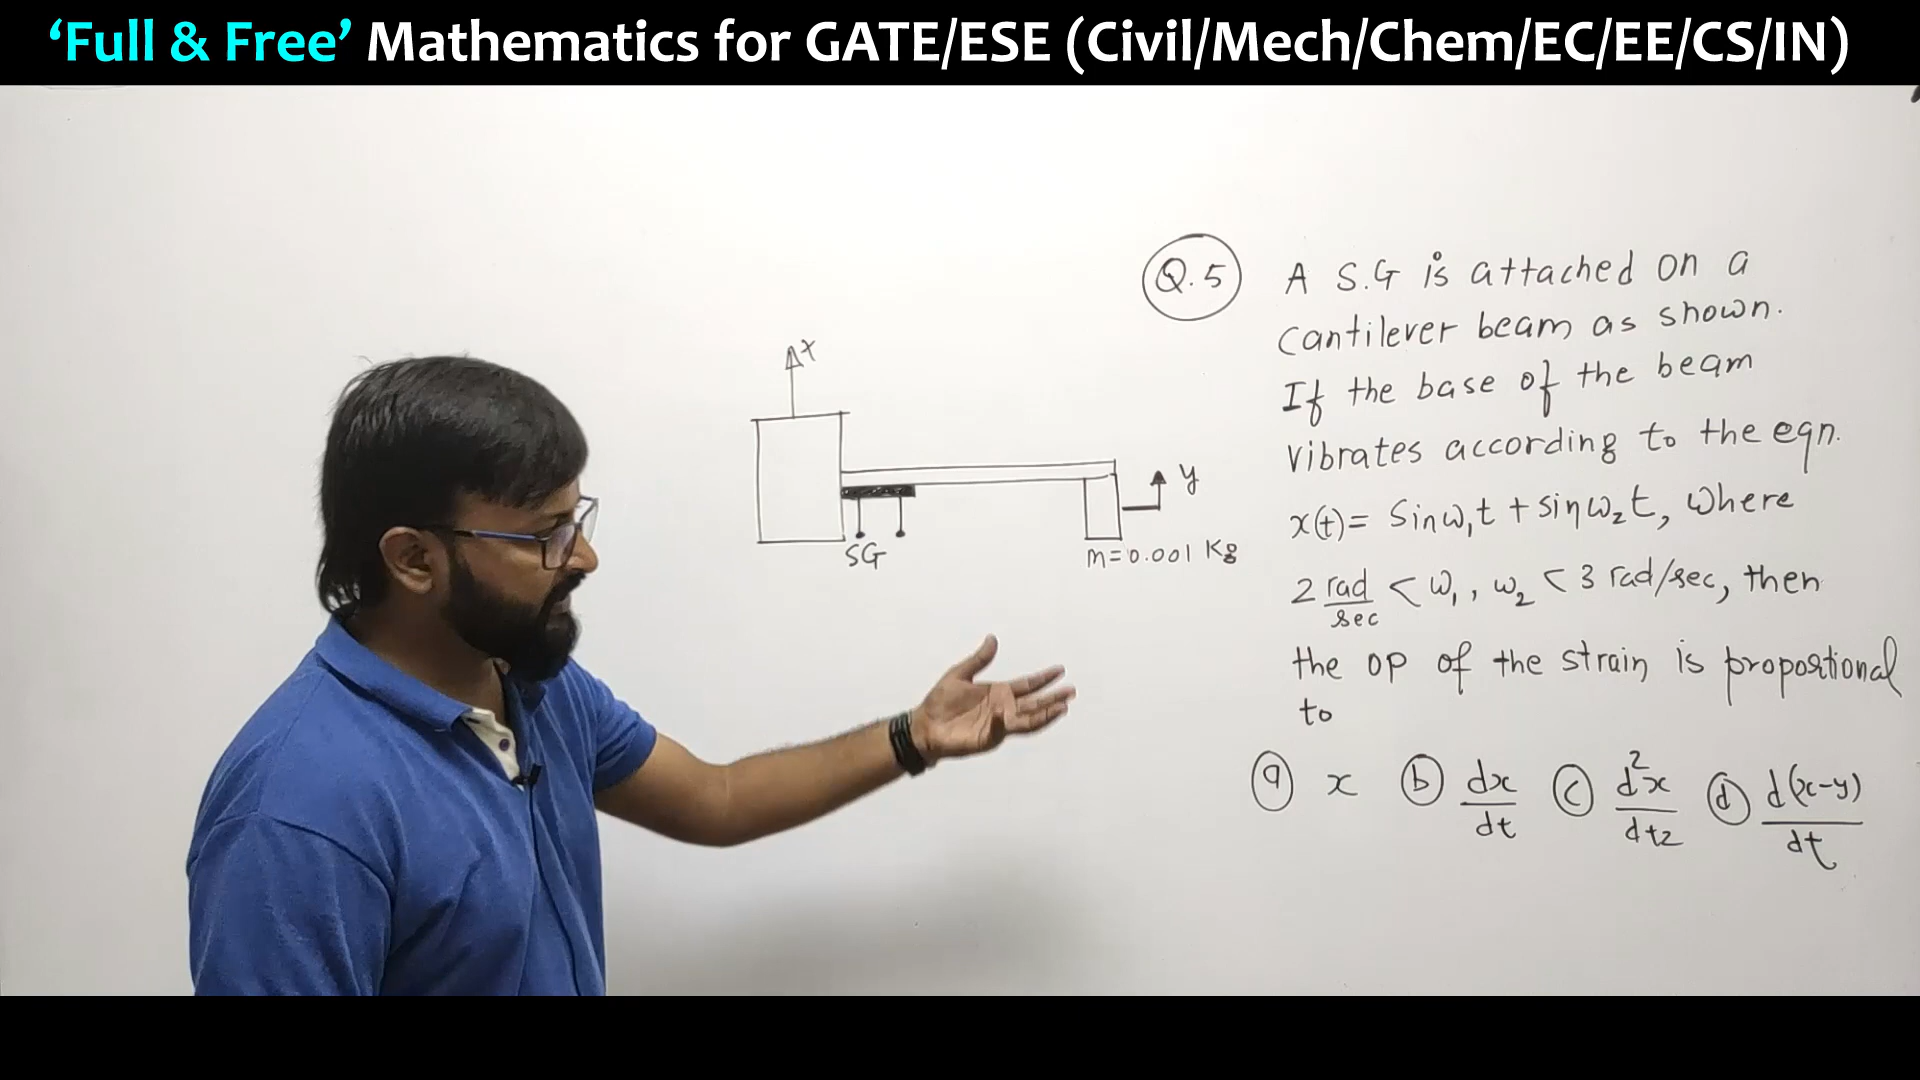 ‘Full & Free’ Mathematics for GATE/ESE (Civil/Mech/Chem/EC/EE/CS/IN)
Q.5 A S.G is attached on a
cantilever beam as shown.
If the base of the beam
vibrates according to the eqn.
x(t)= Sinω₁t + sinω₂t, where
2 rad/sec < ω₁, ω₂ < 3 rad/sec, then
the op of the strain is proportional
to
(a) x (b) dx/dt (c) d²x/dt2 (d) d(x-y)/dt
x
y
SG
m=0.001 Kg